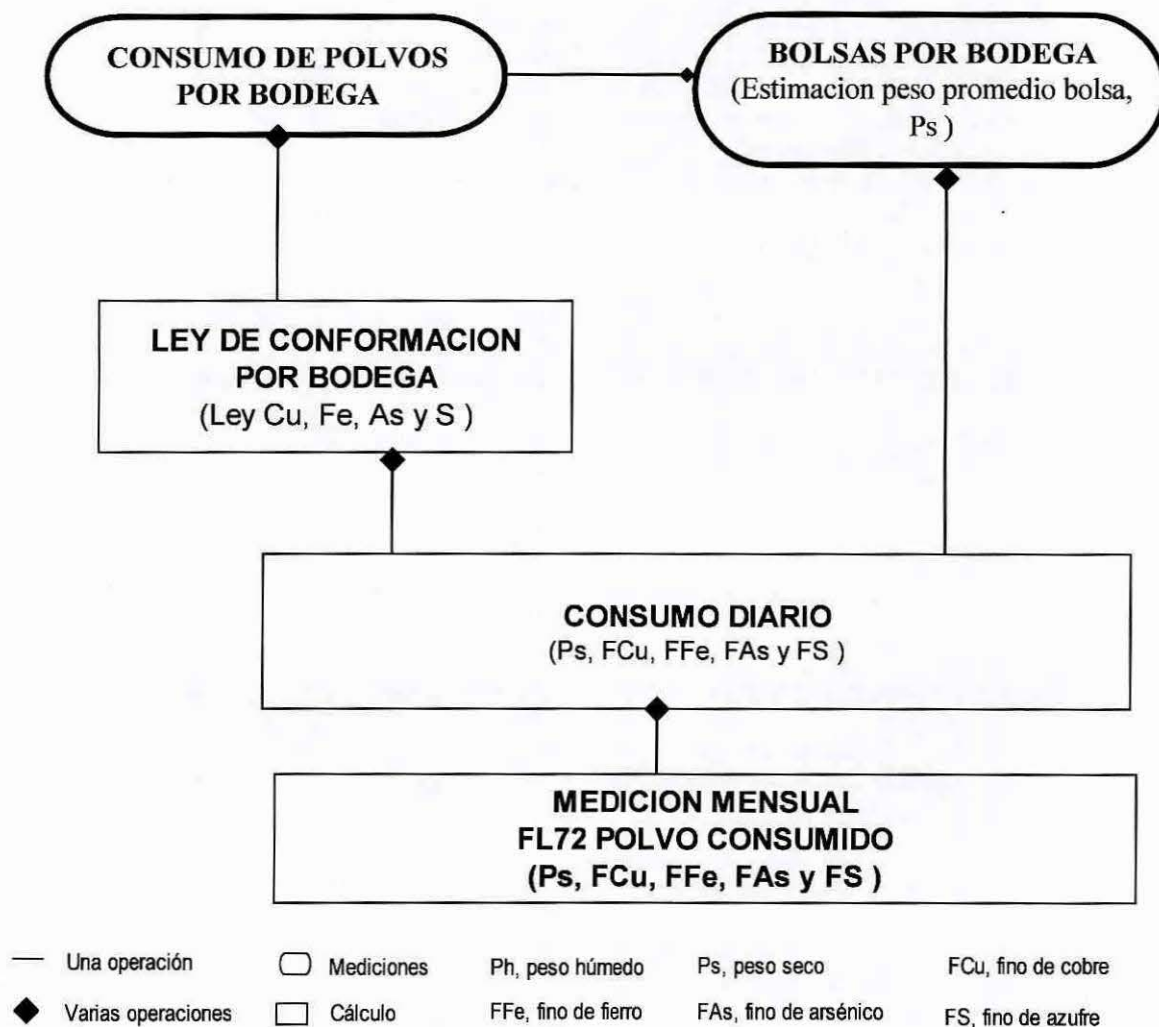 CONSUMO DE POLVOS
POR BODEGA
BOLSAS POR BODEGA
(Estimacion peso promedio bolsa,
Ps )
LEY DE CONFORMACION
POR BODEGA
(Ley Cu, Fe, As y S )
CONSUMO DIARIO
(Ps, FCu, FFe, FAs y FS )
MEDICION MENSUAL
FL72 POLVO CONSUMIDO
(Ps, FCu, FFe, FAs y FS )
Una operación
Mediciones
Ph, peso húmedo
Ps, peso seco
FCu, fino de cobre
Varias operaciones
Cálculo
FFe, fino de fierro
FAs, fino de arsénico
FS, fino de azufre